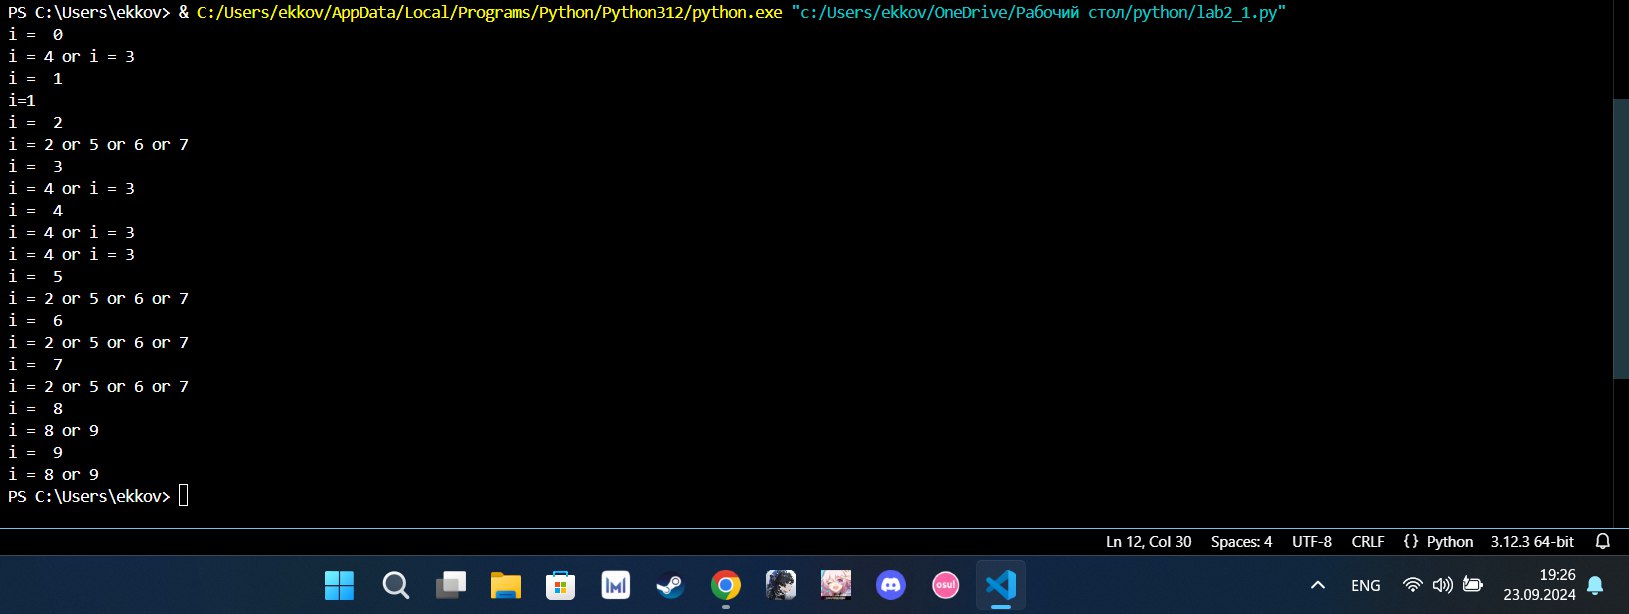 PS C:\Users\ekkov> & C:/Users/ekkov/AppData/Local/Programs/Python/Python312/python.exe "c:/Users/ekkov/OneDrive/Рабочий стол/python/lab2_1.py"
i =  0
i = 4 or i = 3
i =  1
i=1
i =  2
i = 2 or 5 or 6 or 7
i =  3
i = 4 or i = 3
i =  4
i = 4 or i = 3
i = 4 or i = 3
i =  5
i = 2 or 5 or 6 or 7
i =  6
i = 2 or 5 or 6 or 7
i =  7
i = 2 or 5 or 6 or 7
i =  8
i = 8 or 9
i =  9
i = 8 or 9
PS C:\Users\ekkov>
Ln 12, Col 30 Spaces: 4 UTF-8 CRLF {} Python 3.12.3 64-bit
osu!
ENG
19:26
23.09.2024